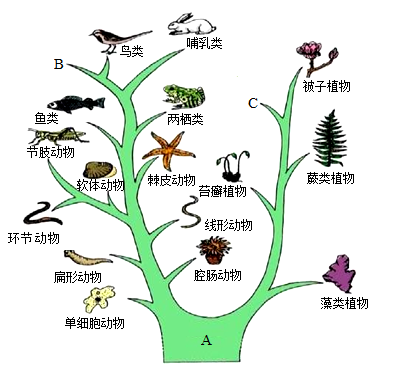 鸟类
哺乳类
B
被子植物
C
鱼类
两栖类
节肢动物
软体动物
棘皮动物
苔藓植物
蕨类植物
环节动物
线形动物
扁形动物
腔肠动物
单细胞动物
藻类植物
A